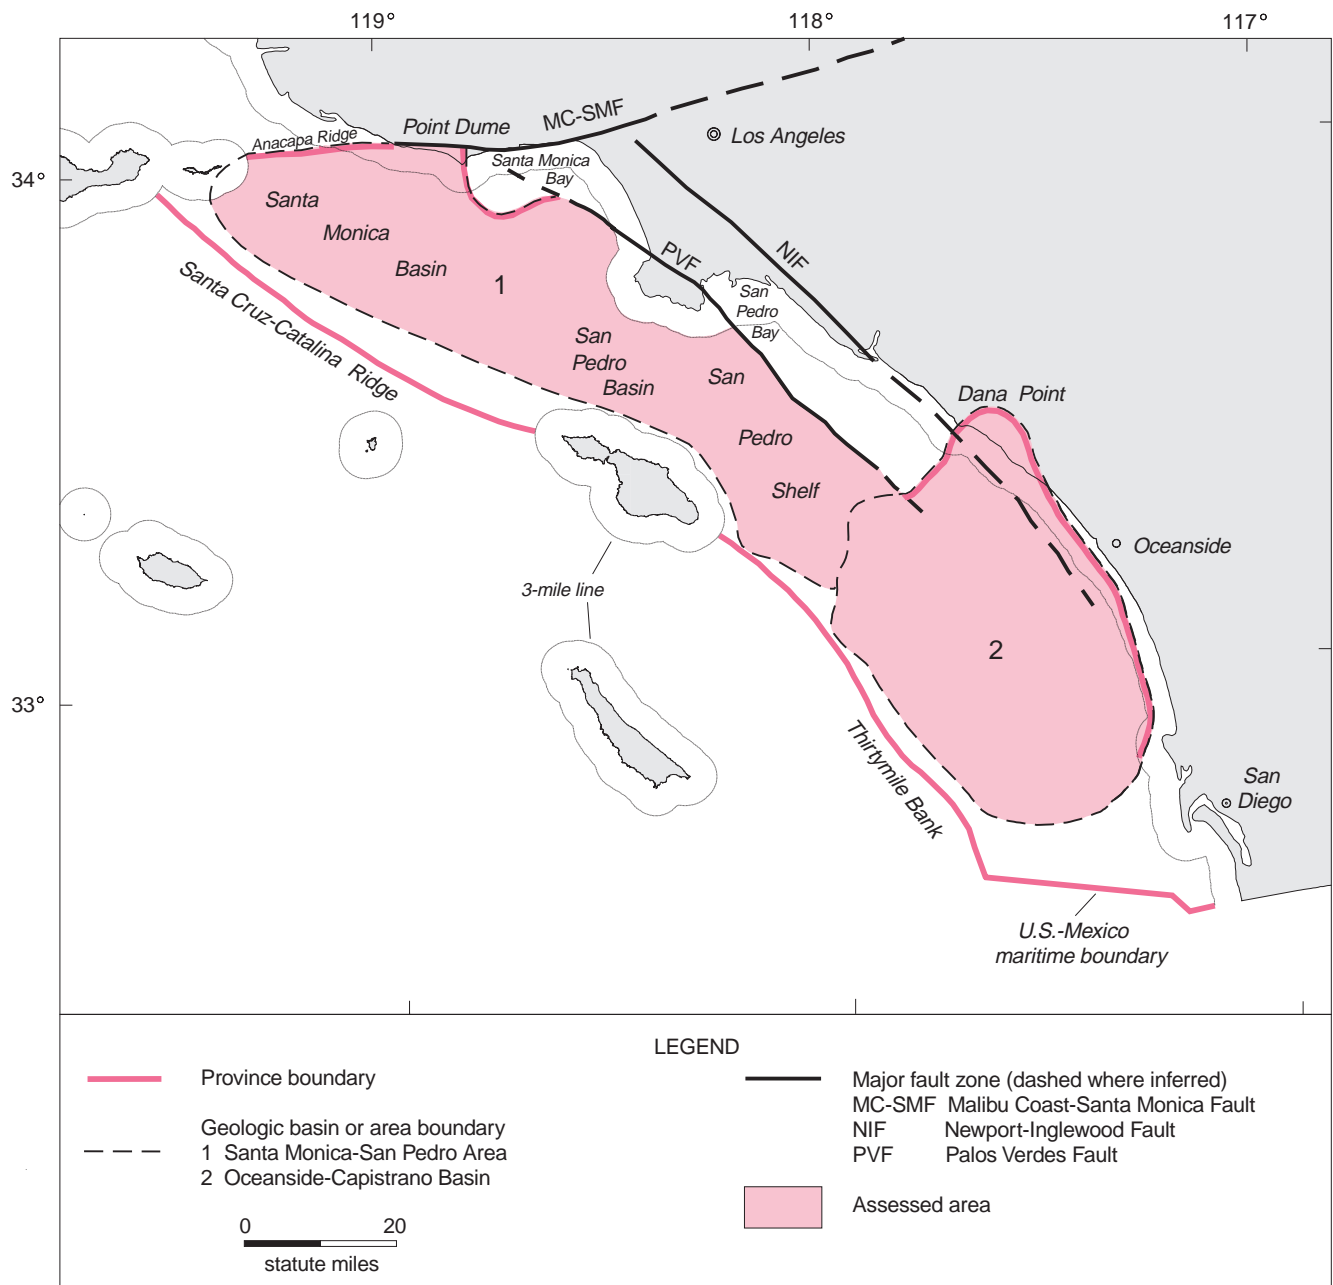 119°
118°
117°
34°
33°
Anacapa Ridge
Point Dume
MC-SMF
Los Angeles
Santa Monica
Bay
Santa
Monica
Basin
1
PVF
NIF
San
Pedro
Bay
Santa Cruz-Catalina Ridge
San
Pedro
Basin
San
Pedro
Shelf
Dana Point
Oceanside
3-mile line
2
Thirtymile Bank
San
Diego
U.S.-Mexico
maritime boundary
LEGEND
Province boundary
Geologic basin or area boundary
1 Santa Monica-San Pedro Area
2 Oceanside-Capistrano Basin
0 20
statute miles
Major fault zone (dashed where inferred)
MC-SMF Malibu Coast-Santa Monica Fault
NIF Newport-Inglewood Fault
PVF Palos Verdes Fault
Assessed area